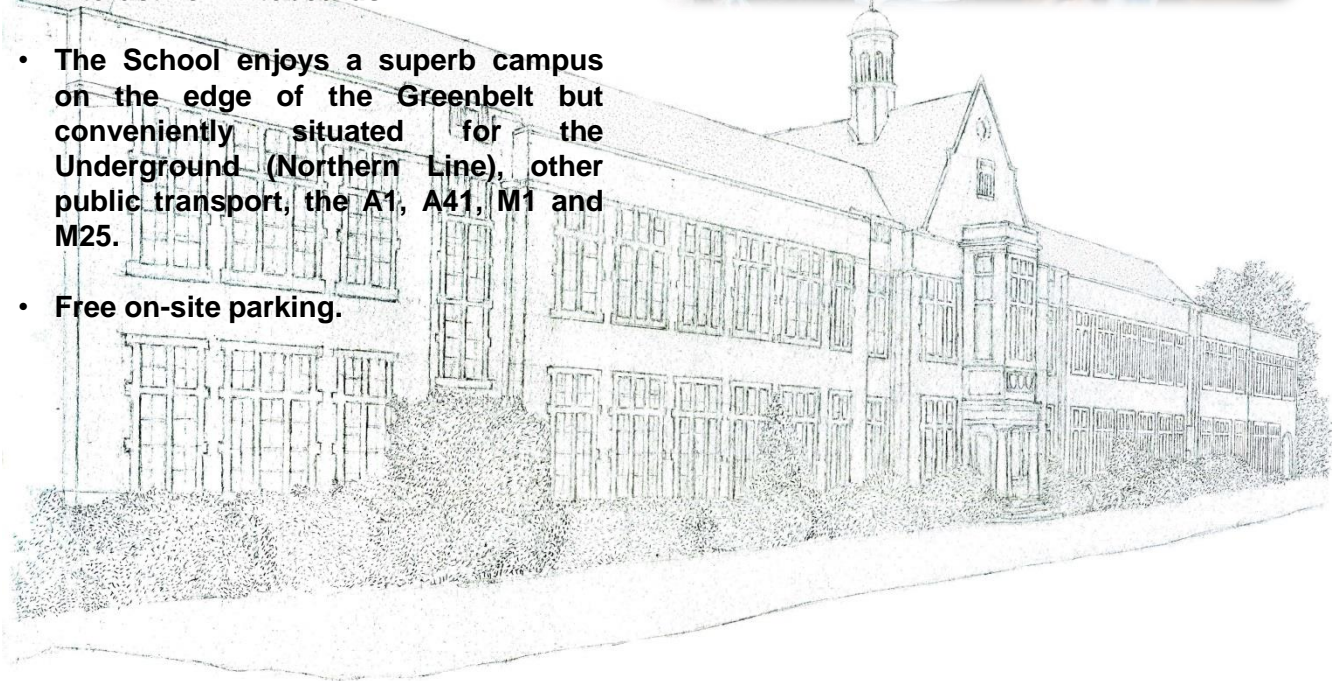 • The School enjoys a superb campus
on the edge of the Greenbelt but
conveniently situated for the
Underground (Northern Line), other
public transport, the A1, A41, M1 and
M25.
• Free on-site parking.